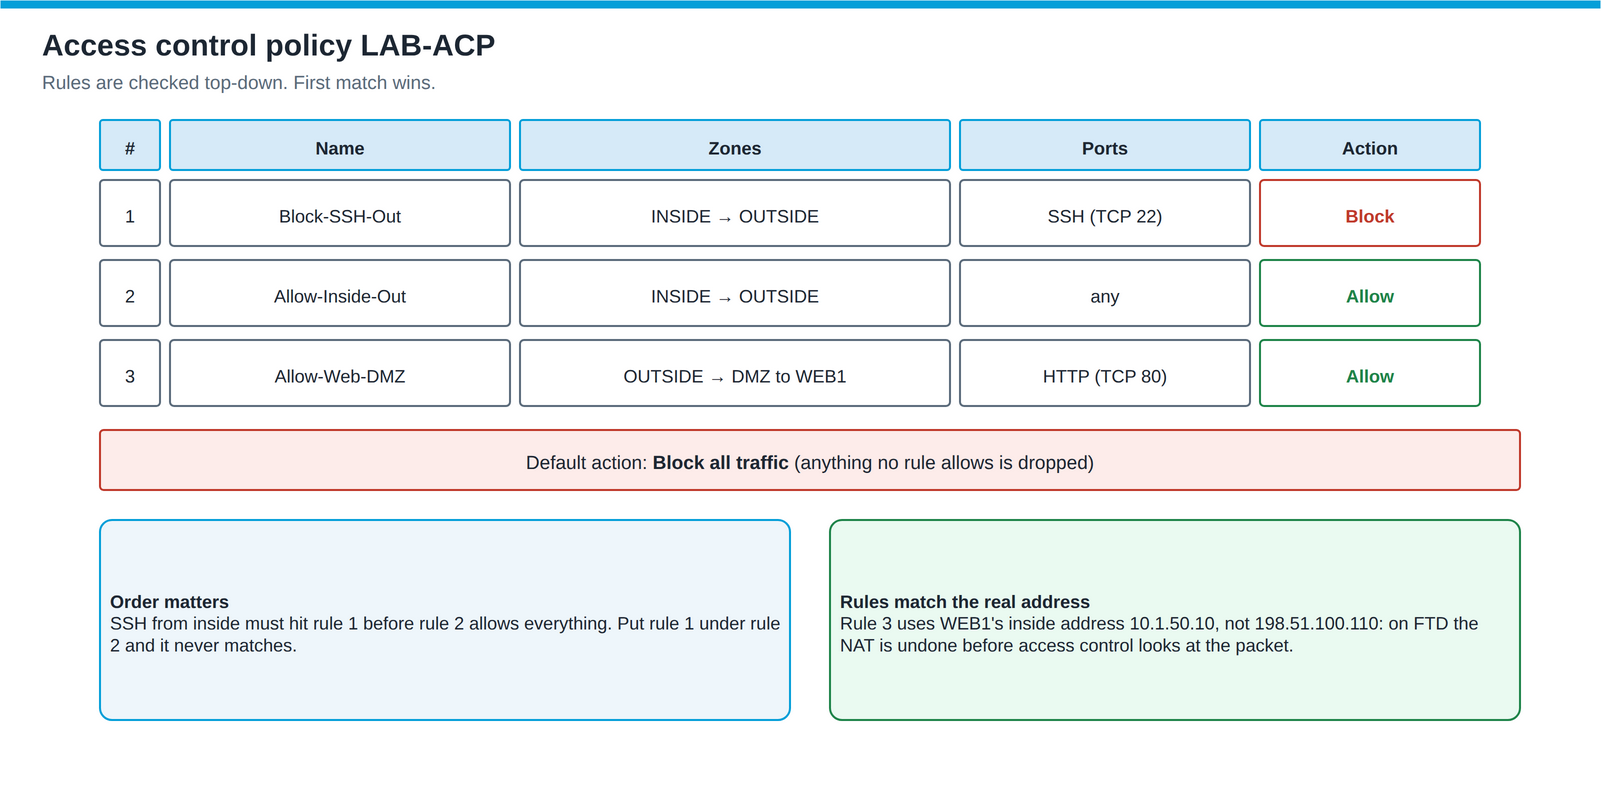 Access control policy LAB-ACP
Rules are checked top-down. First match wins.
# Name Zones Ports Action
1 Block-SSH-Out INSIDE → OUTSIDE SSH (TCP 22) Block
2 Allow-Inside-Out INSIDE → OUTSIDE any Allow
3 Allow-Web-DMZ OUTSIDE → DMZ to WEB1 HTTP (TCP 80) Allow
Default action: Block all traffic (anything no rule allows is dropped)
Order matters
SSH from inside must hit rule 1 before rule 2 allows everything. Put rule 1 under rule
2 and it never matches.
Rules match the real address
Rule 3 uses WEB1's inside address 10.1.50.10, not 198.51.100.110: on FTD the
NAT is undone before access control looks at the packet.